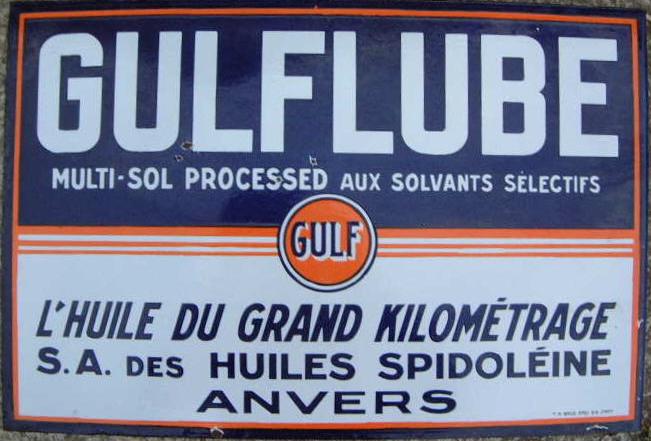 GULFLUBE
MULTI-SOL PROCESSED AUX SOLVANTS SÉLECTIFS
GULF
L'HUILE DU GRAND KILOMÉTRAGE
S.A. DES HUILES SPIDOLÉINE
ANVERS